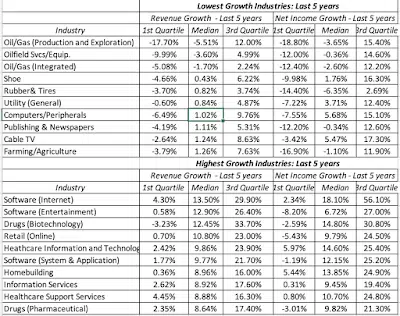 Lowest Growth Industries: Last 5 years
Revenue Growth - Last 5 years Net Income Growth - Last 5 years
Industry 1st Quartile Median 3rd Quartile 1st Quartile Median 3rd Quartile
Oil/Gas (Production and Exploration) -17.70% -5.51% 12.00% -18.80% -3.65% 15.40%
Oilfield Svcs/Equip. -9.99% -3.60% 4.99% -12.00% -0.36% 14.60%
Oil/Gas (Integrated) -5.08% -1.70% 2.24% -12.40% -2.60% 12.20%
Shoe -4.66% 0.43% 6.22% -9.98% 1.76% 16.30%
Rubber& Tires -3.70% 0.82% 3.74% -14.40% -6.35% 2.69%
Utility (General) -0.60% 0.84% 4.87% -7.22% 3.71% 12.40%
Computers/Peripherals -6.49% 1.02% 9.76% -7.55% 5.68% 15.10%
Publishing & Newspapers -4.19% 1.11% 5.31% -12.20% -0.34% 12.60%
Cable TV -2.64% 1.24% 8.63% -3.42% 5.47% 17.30%
Farming/Agriculture -3.79% 1.26% 7.63% -16.90% -1.10% 11.90%
Highest Growth Industries: Last 5 years
Revenue Growth - Last 5 years Net Income Growth - Last 5 years
Industry 1st Quartile Median 3rd Quartile 1st Quartile Median 3rd Quartile
Software (Internet) 4.30% 13.50% 29.90% 2.34% 18.10% 56.10%
Software (Entertainment) 0.58% 12.90% 26.40% -8.20% 6.72% 27.00%
Drugs (Biotechnology) -3.23% 12.45% 33.70% -2.59% 14.80% 30.80%
Retail (Online) 0.70% 10.80% 23.00% -5.43% 9.79% 24.50%
Heathcare Information and Technolog 2.42% 9.86% 23.90% 5.97% 14.60% 25.40%
Software (System & Application) 1.77% 9.77% 21.70% -1.19% 12.15% 25.20%
Homebuilding 0.36% 8.96% 16.00% 5.44% 13.85% 24.90%
Information Services 2.62% 8.92% 17.60% 0.31% 9.45% 19.40%
Healthcare Support Services 4.45% 8.88% 16.30% 0.80% 10.70% 24.80%
Drugs (Pharmaceutical) 2.35% 8.64% 17.40% -3.01% 9.82% 21.30%